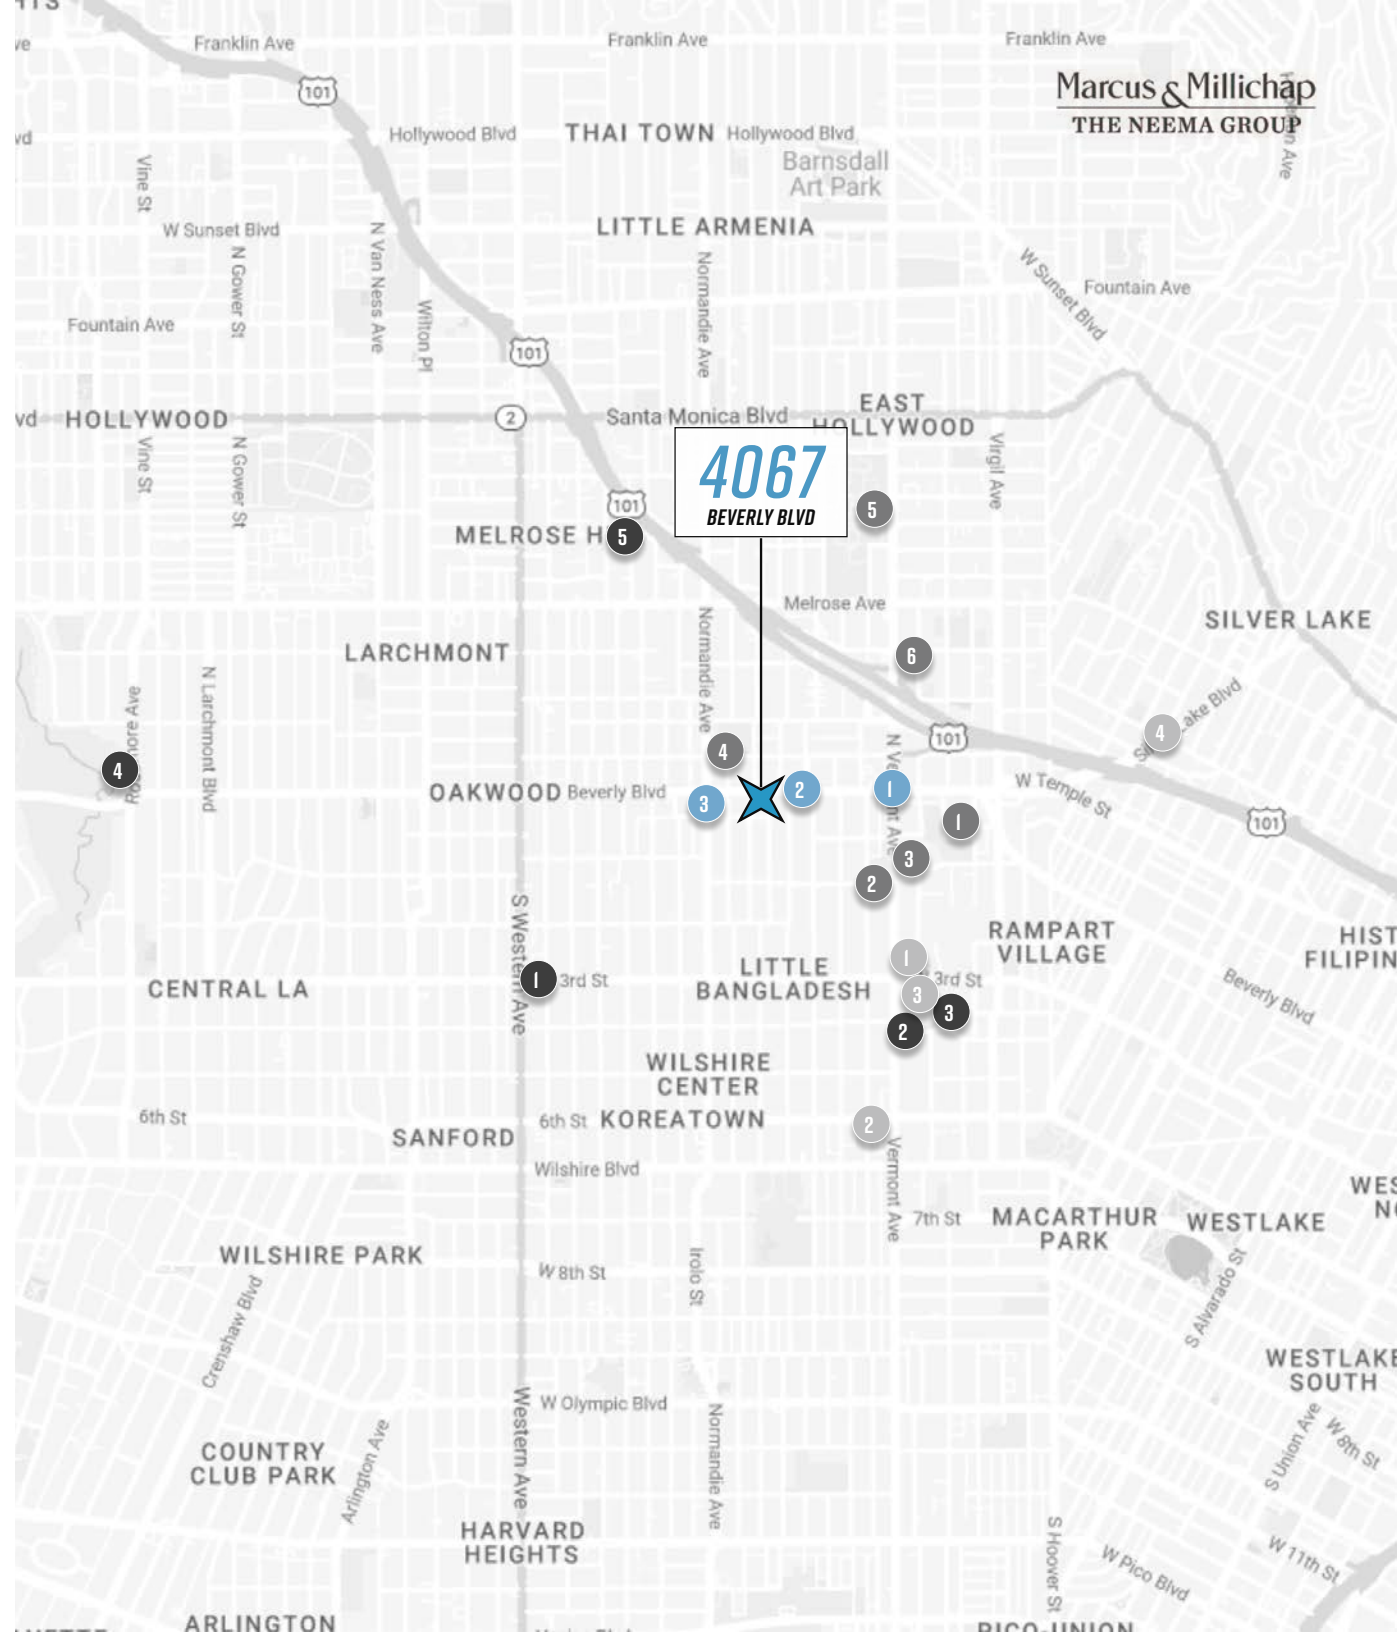 Franklin Ave
Franklin Ave
Franklin Ave
101
Marcus & Millichap
THE NEEMA GROUP
Hollywood Blvd
THAI TOWN
Hollywood Blvd
Barnsdall
Art Park
Vine St
W Sunset Blvd
LITTLE ARMENIA
N Gower St
N Van Ness Ave
Normandie Ave
W Sunset Blvd
Fountain Ave
Fountain Ave
Wilton Pl
101
HOLLYWOOD
2
Santa Monica Blvd
EAST
HOLLYWOOD
Vine St
N Gower St
Virgil Ave
4067
BEVERLY BLVD
101
5
MELROSE H
5
Melrose Ave
SILVER LAKE
LARCHMONT
Normandie Ave
6
N Larchmont Blvd
101
4
4
4
OAKWOOD
Beverly Blvd
3
2
1
W Temple St
101
1
3
2
S Western Ave
RAMPART
VILLAGE
HIST
FILIPIN
1
LITTLE
BANGLADESH
3rd St
CENTRAL LA
1
3rd St
3
3
2
Beverly Blvd
WILSHIRE
CENTER
6th St
6th St
KOREATOWN
2
SANFORD
Wilshire Blvd
Vermont Ave
7th St
MACARTHUR
PARK
WESTLAKE
WES
WILSHIRE PARK
W 8th St
Irolo St
S Alvarado St
Crenshaw Blvd
WESTLAKE
SOUTH
Western Ave
W Olympic Blvd
Normandie Ave
COUNTRY
CLUB PARK
Arlington Ave
S Union Ave
W 8th St
HARVARD
HEIGHTS
S Hoover St
W Pico Blvd
W 11th St
ARLINGTON
PICO-UNION